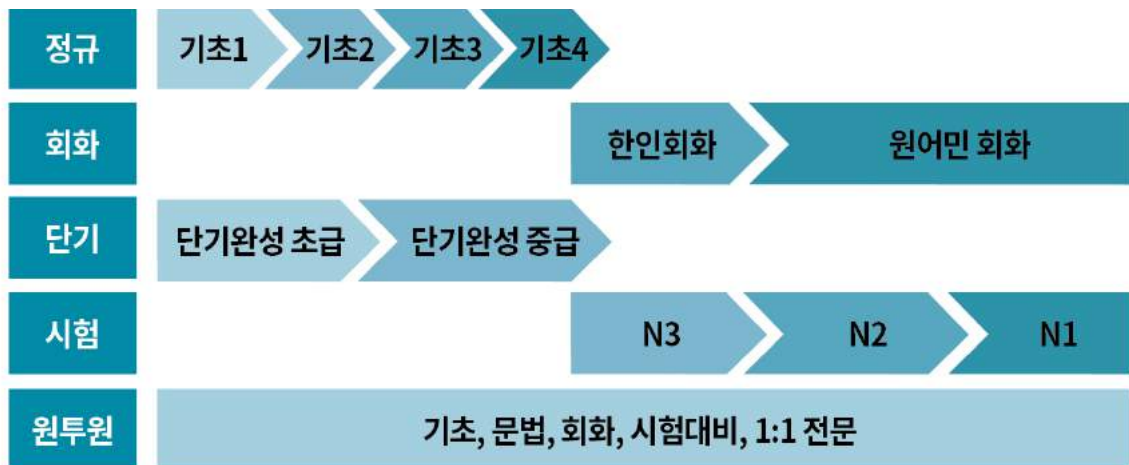 정규 기초1 기초2 기초3 기초4
회화 한인회화 원어민 회화
단기 단기완성 초급 단기완성 중급
시험 N3 N2 N1
원투원 기초, 문법, 회화, 시험대비, 1:1 전문